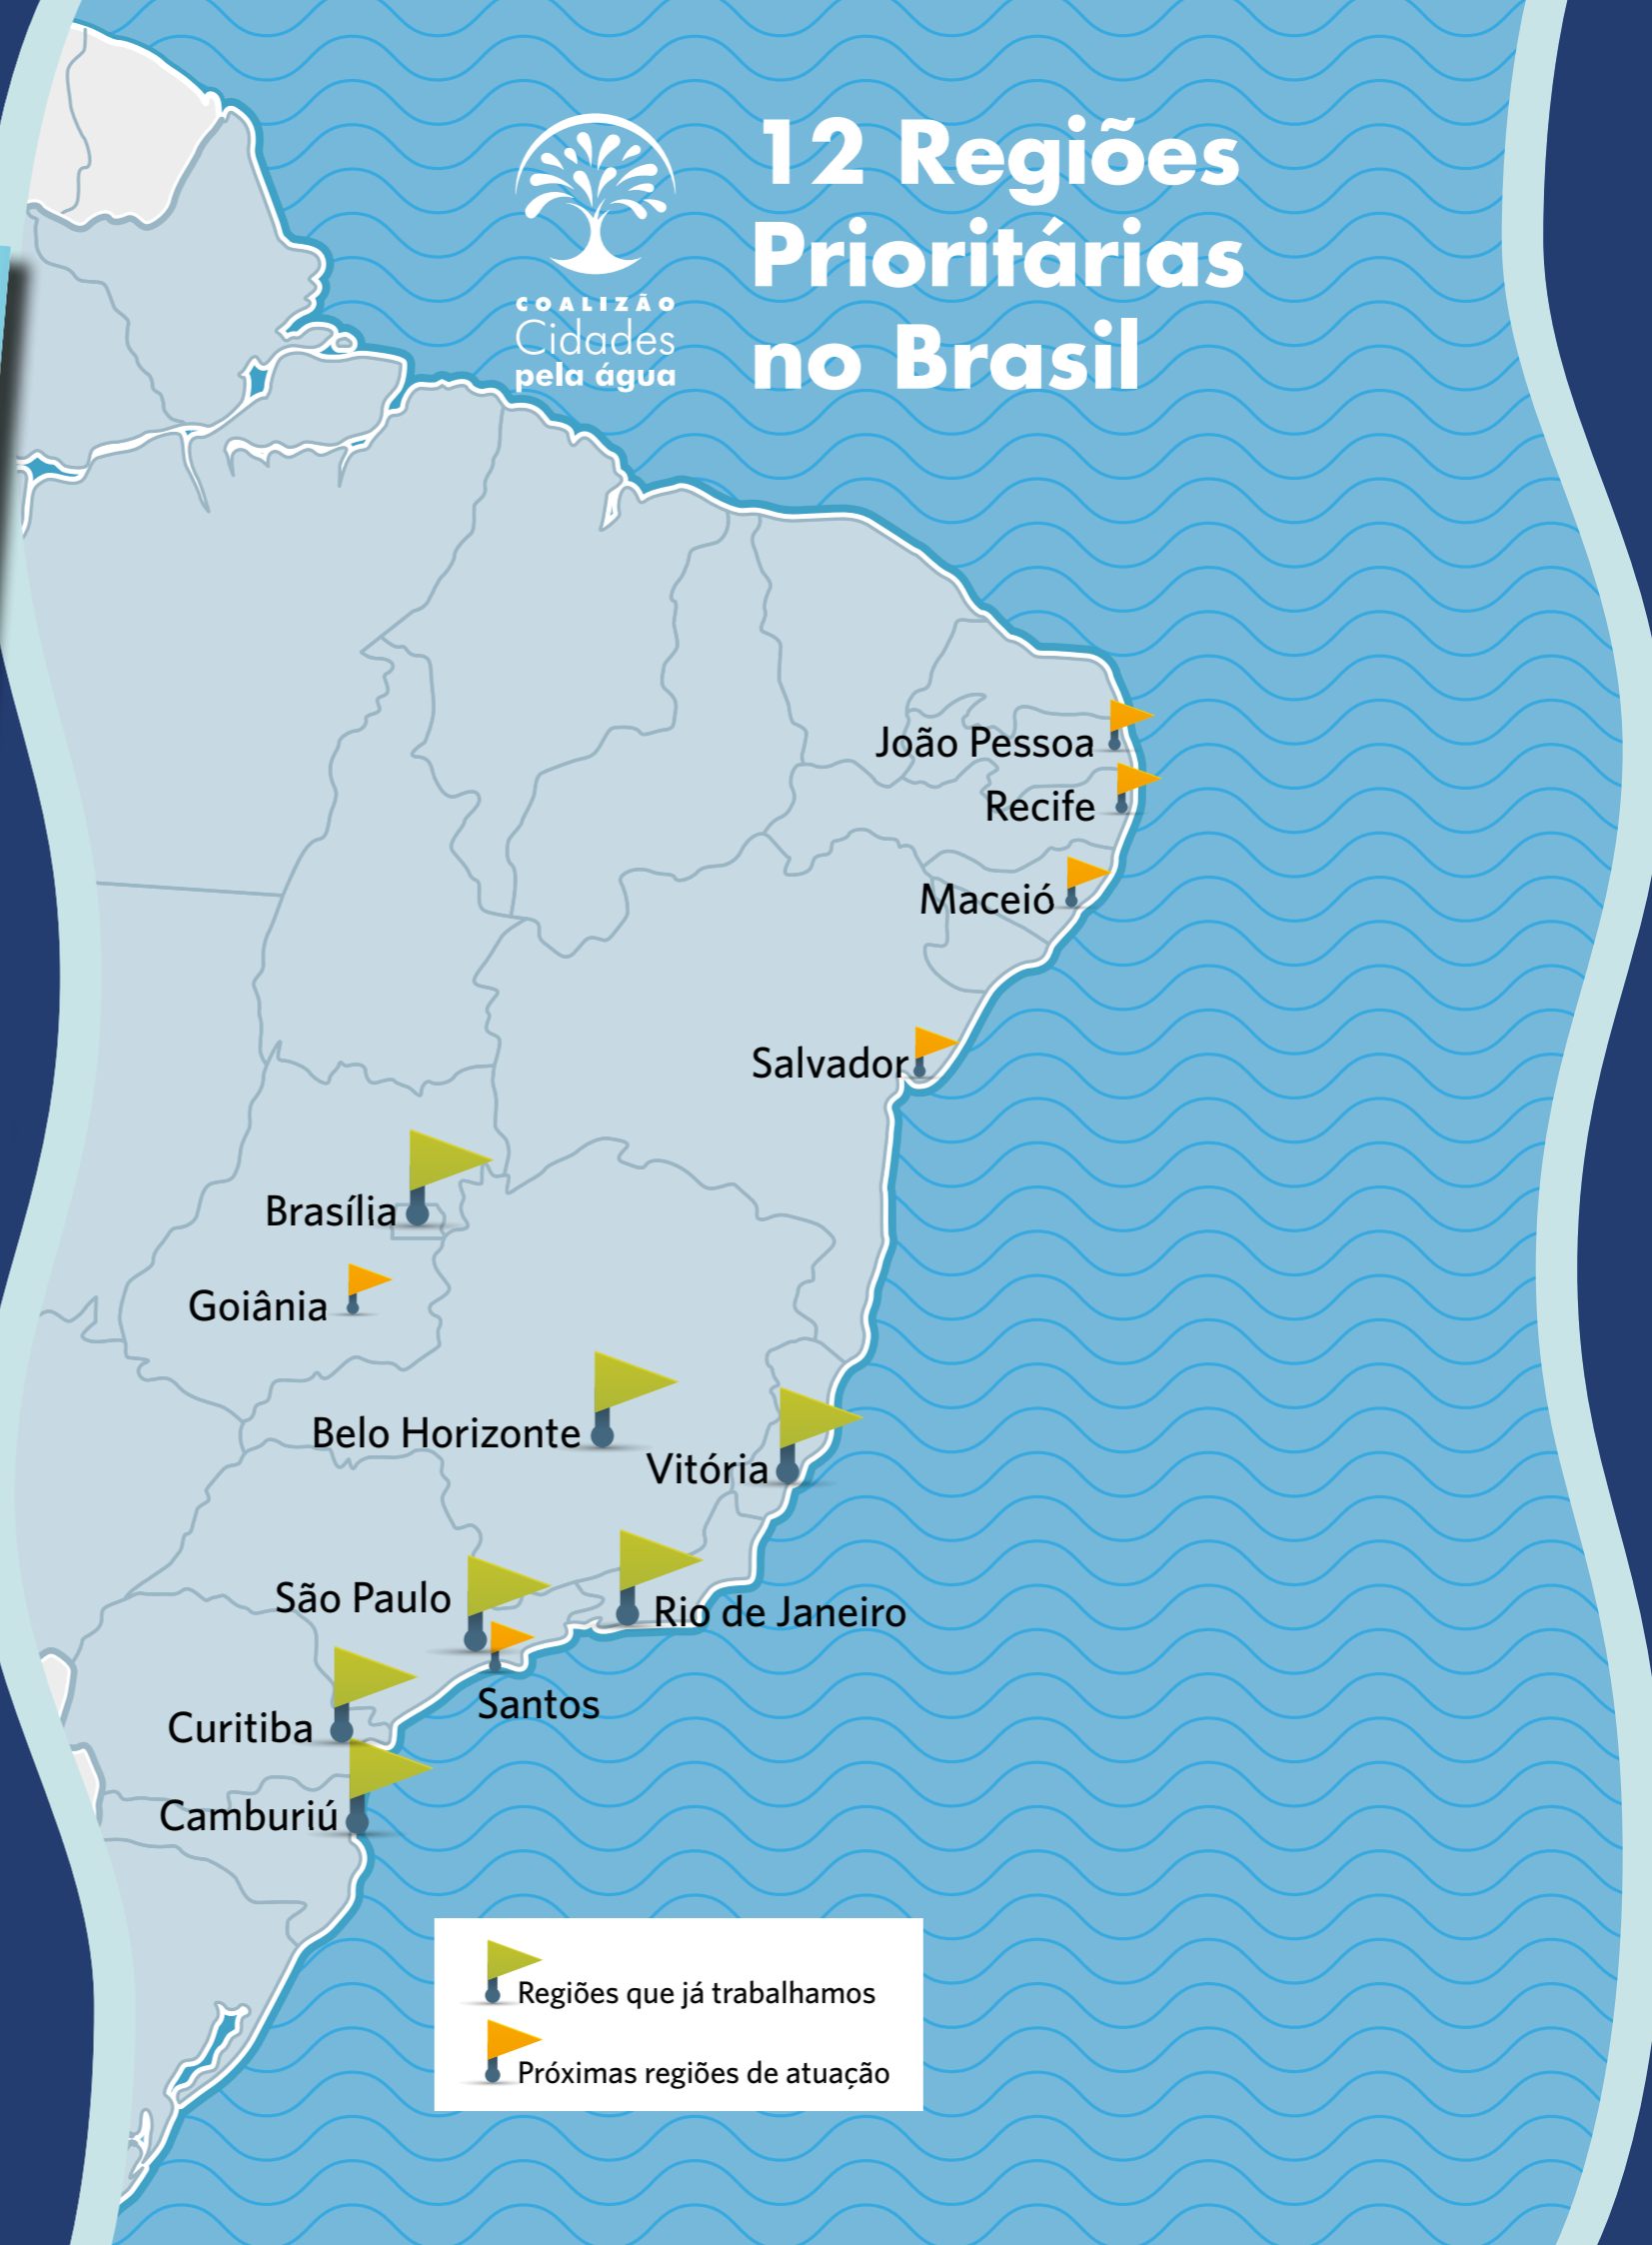 12 Regiões
Prioritárias
no Brasil
COALIZÃO
Cidades
pela água
João Pessoa
Recife
Maceió
Salvador
Brasília
Goiânia
Belo Horizonte
Vitória
São Paulo
Rio de Janeiro
Santos
Curitiba
Camburiú
Regiões que já trabalhamos
Próximas regiões de atuação